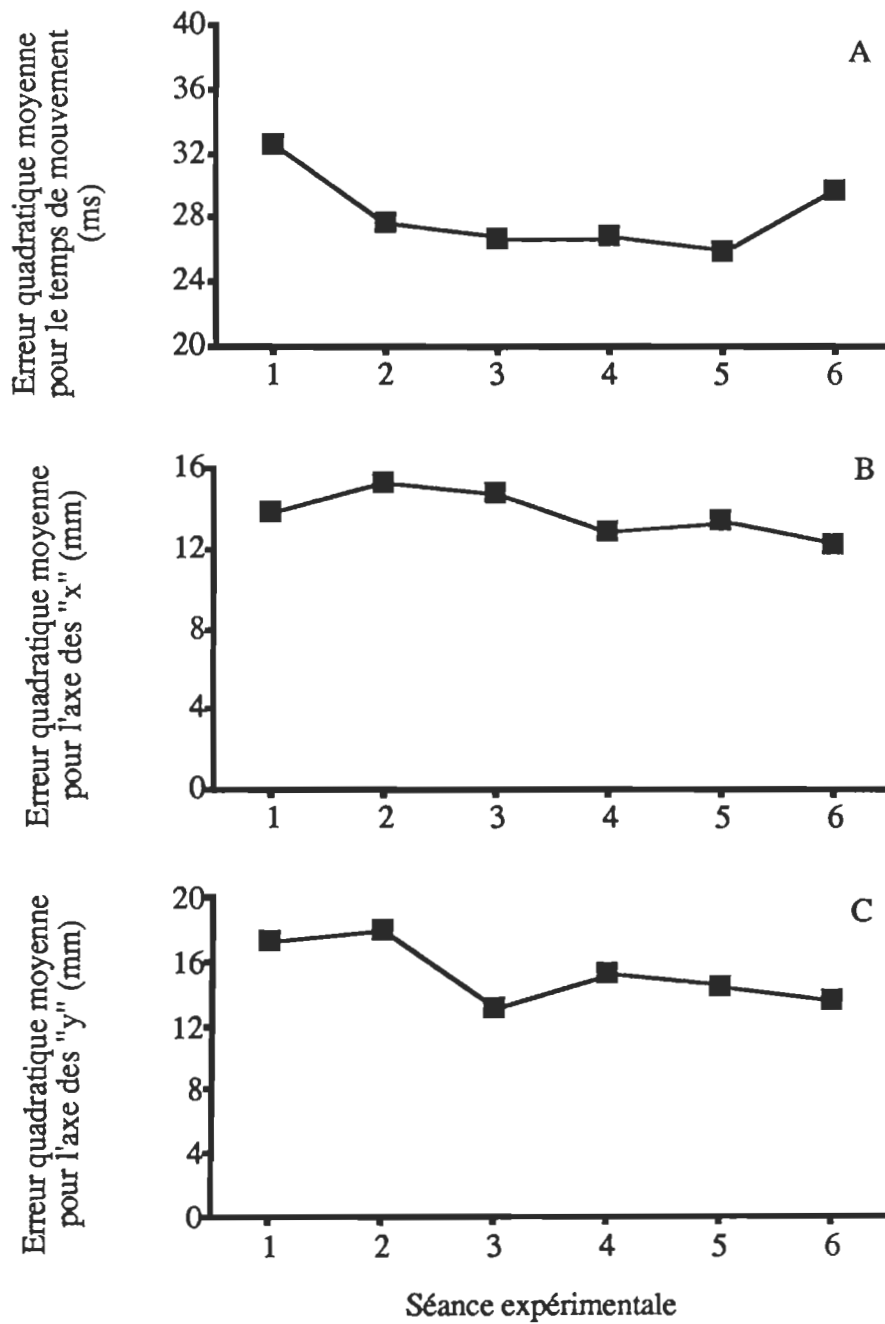 Erreur quadratique moyenne
pour le temps de mouvement
(ms)
40
36
32
28
24
20
A
1 2 3 4 5 6
Erreur quadratique moyenne
pour l'axe des "x" (mm)
16
12
8
4
0
B
1 2 3 4 5 6
Erreur quadratique moyenne
pour l'axe des "y" (mm)
20
16
12
8
4
0
C
1 2 3 4 5 6
Séance expérimentale